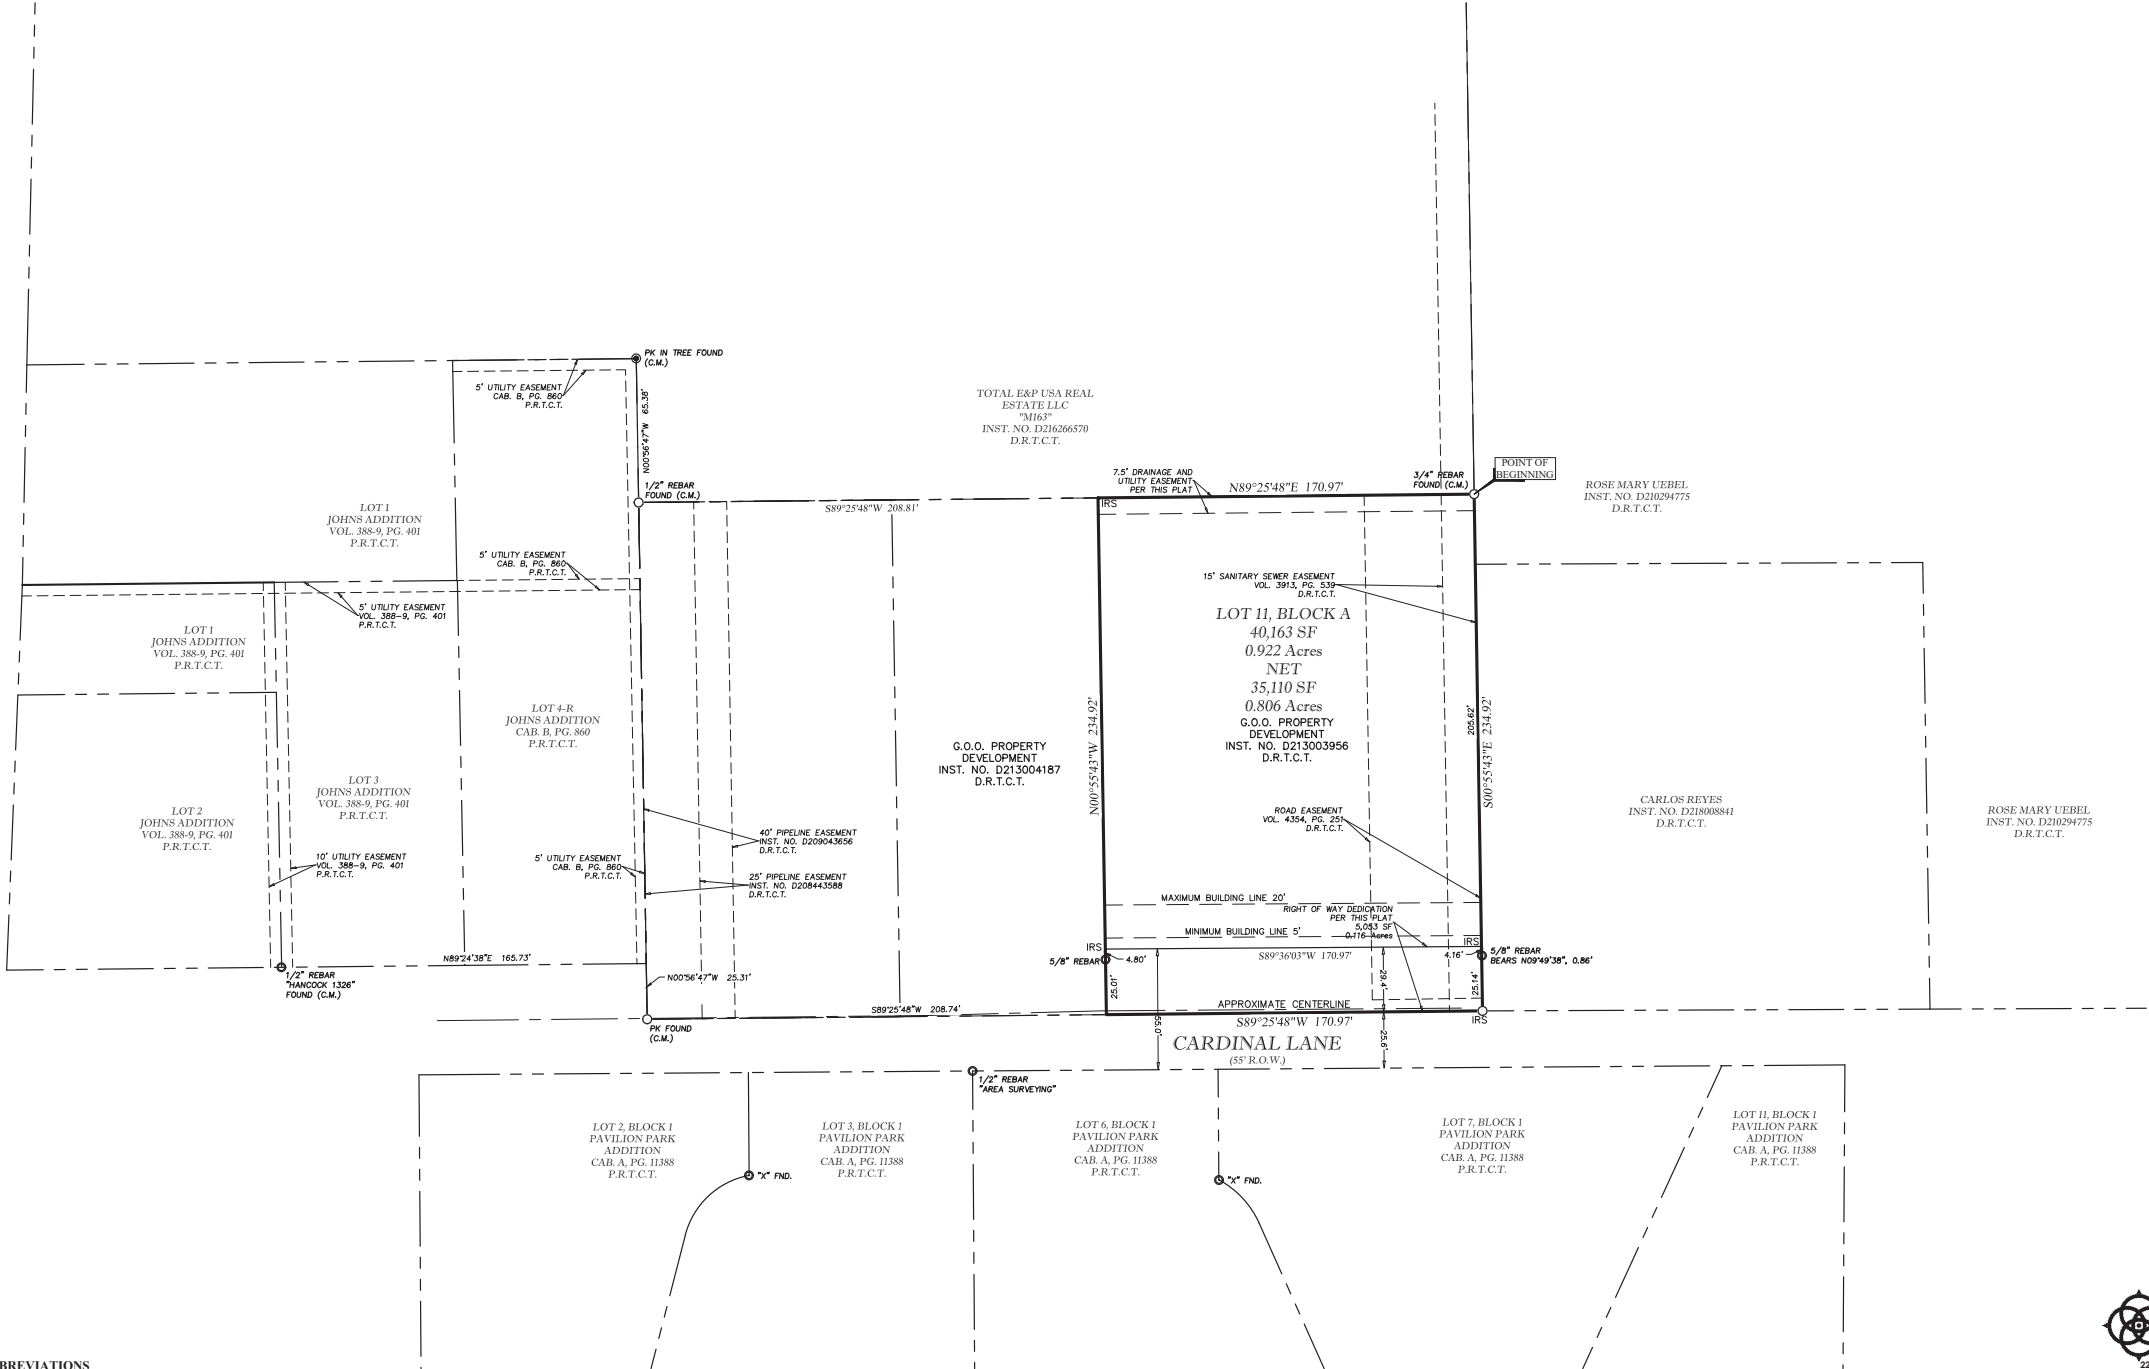 PK IN TREE FOUND
(C.M.)
5' UTILITY EASEMENT
CAB. B, PG. 860
P.R.T.C.T.
N00°56'47"W 65.38'
TOTAL E&P USA REAL
ESTATE LLC
"M163"
INST. NO. D216266570
D.R.T.C.T.
1/2" REBAR
FOUND (C.M.)
7.5' DRAINAGE AND
UTILITY EASEMENT
PER THIS PLAT
N89°25'48"E 170.97'
3/4" REBAR
FOUND (C.M.)
POINT OF
BEGINNING
ROSE MARY UEBEL
INST. NO. D210294775
D.R.T.C.T.
S89°25'48"W 208.81'
IRS
LOT 1
JOHNS ADDITION
VOL. 388-9, PG. 401
P.R.T.C.T.
5' UTILITY EASEMENT
CAB. B, PG. 860
P.R.T.C.T.
5' UTILITY EASEMENT
VOL. 388-9, PG. 401
P.R.T.C.T.
LOT 1
JOHNS ADDITION
VOL. 388-9, PG. 401
P.R.T.C.T.
15' SANITARY SEWER EASEMENT
VOL. 3913, PG. 539
D.R.T.C.T.
LOT 11, BLOCK A
40,163 SF
0.922 Acres
NET
35,110 SF
0.806 Acres
G.O.O. PROPERTY
DEVELOPMENT
INST. NO. D213003956
D.R.T.C.T.
LOT 4-R
JOHNS ADDITION
CAB. B, PG. 860
P.R.T.C.T.
G.O.O. PROPERTY
DEVELOPMENT
INST. NO. D213004187
D.R.T.C.T.
N00°55'43"W 234.92'
205.62'
S00°55'43"E 234.92'
LOT 3
JOHNS ADDITION
VOL. 388-9, PG. 401
P.R.T.C.T.
LOT 2
JOHNS ADDITION
VOL. 388-9, PG. 401
P.R.T.C.T.
ROAD EASEMENT
VOL. 4354, PG. 251
D.R.T.C.T.
CARLOS REYES
INST. NO. D218008841
D.R.T.C.T.
ROSE MARY UEBEL
INST. NO. D210294775
D.R.T.C.T.
40' PIPELINE EASEMENT
INST. NO. D209043656
D.R.T.C.T.
10' UTILITY EASEMENT
VOL. 388-9, PG. 401
P.R.T.C.T.
5' UTILITY EASEMENT
CAB. B, PG. 860
P.R.T.C.T.
25' PIPELINE EASEMENT
INST. NO. D208443588
D.R.T.C.T.
MAXIMUM BUILDING LINE 20'
RIGHT OF WAY DEDICATION
PER THIS PLAT
5,053 SF
0.116 Acres
MINIMUM BUILDING LINE 5'
IRS
IRS
5/8" REBAR
4.80'
S89°36'03"W 170.97'
4.16'
5/8" REBAR
BEARS N09°49'38", 0.86'
N89°24'38"E 165.73'
1/2" REBAR
"HANCOCK 1326"
FOUND (C.M.)
N00°56'47"W 25.31'
25.01'
29.4'
25.14'
S89°25'48"W 208.74'
APPROXIMATE CENTERLINE
S89°25'48"W 170.97'
IRS
PK FOUND
(C.M.)
55.0'
25.6'
CARDINAL LANE
(55' R.O.W.)
1/2" REBAR
"AREA SURVEYING"
LOT 2, BLOCK 1
PAVILION PARK
ADDITION
CAB. A, PG. 11388
P.R.T.C.T.
LOT 3, BLOCK 1
PAVILION PARK
ADDITION
CAB. A, PG. 11388
P.R.T.C.T.
LOT 6, BLOCK 1
PAVILION PARK
ADDITION
CAB. A, PG. 11388
P.R.T.C.T.
LOT 7, BLOCK 1
PAVILION PARK
ADDITION
CAB. A, PG. 11388
P.R.T.C.T.
LOT 11, BLOCK 1
PAVILION PARK
ADDITION
CAB. A, PG. 11388
P.R.T.C.T.
"X" FND.
"X" FND.
BREVIATIONS
22